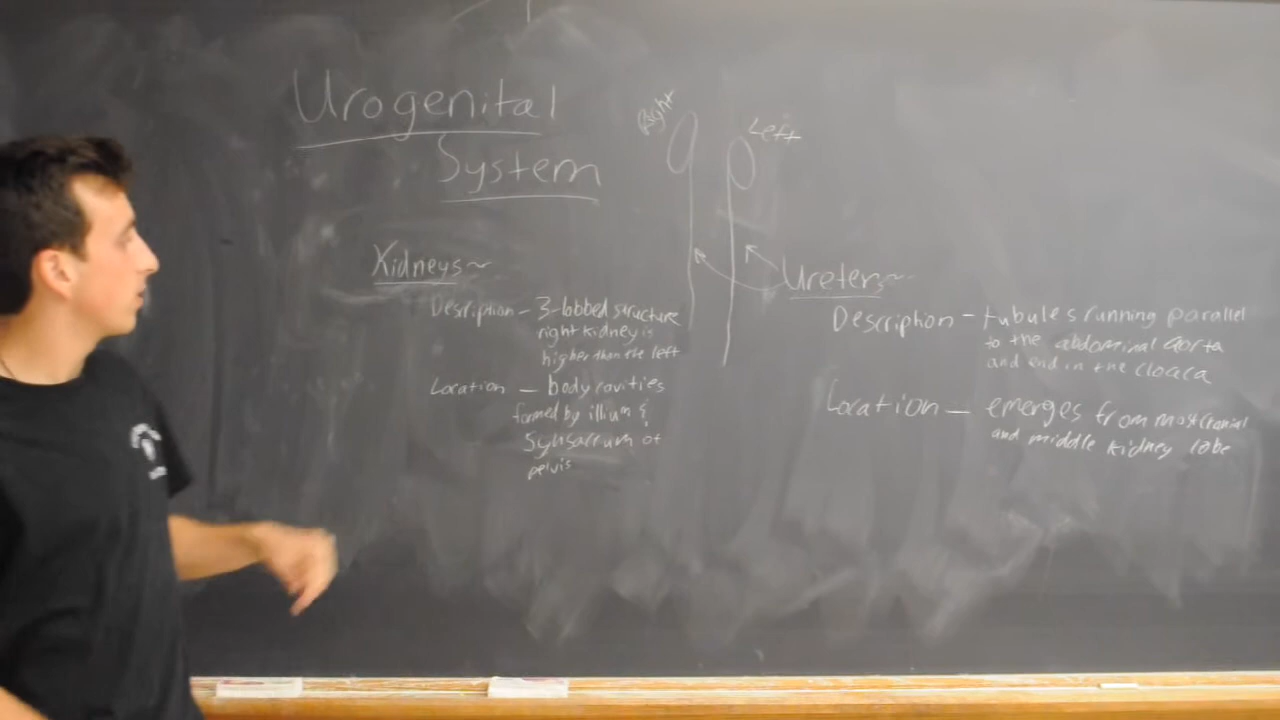 Urogenital
System
Right
Left
Kidneys~
Description - 3-lobbed structure
right kidney is
higher than the left
Location - body cavities
formed by illium &
Synsacrum of
pelvis
Ureters~
Description - tubules running parallel
to the abdominal aorta
and end in the cloaca
Location - emerges from most cranial
and middle kidney lobe